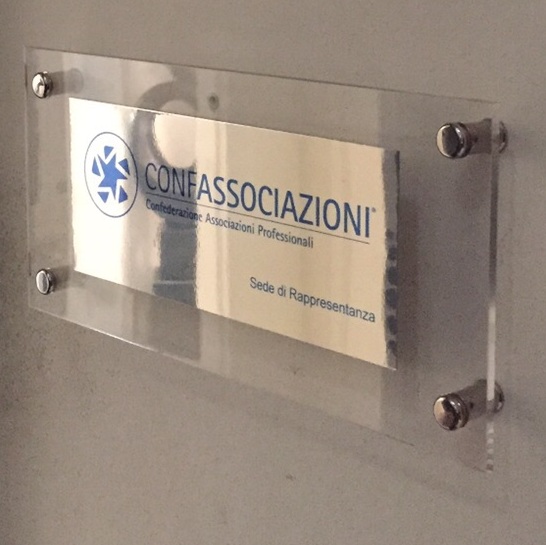 CONFASSOCIAZIONI®
Confederazione Associazioni Professionali
Sede di Rappresentanza